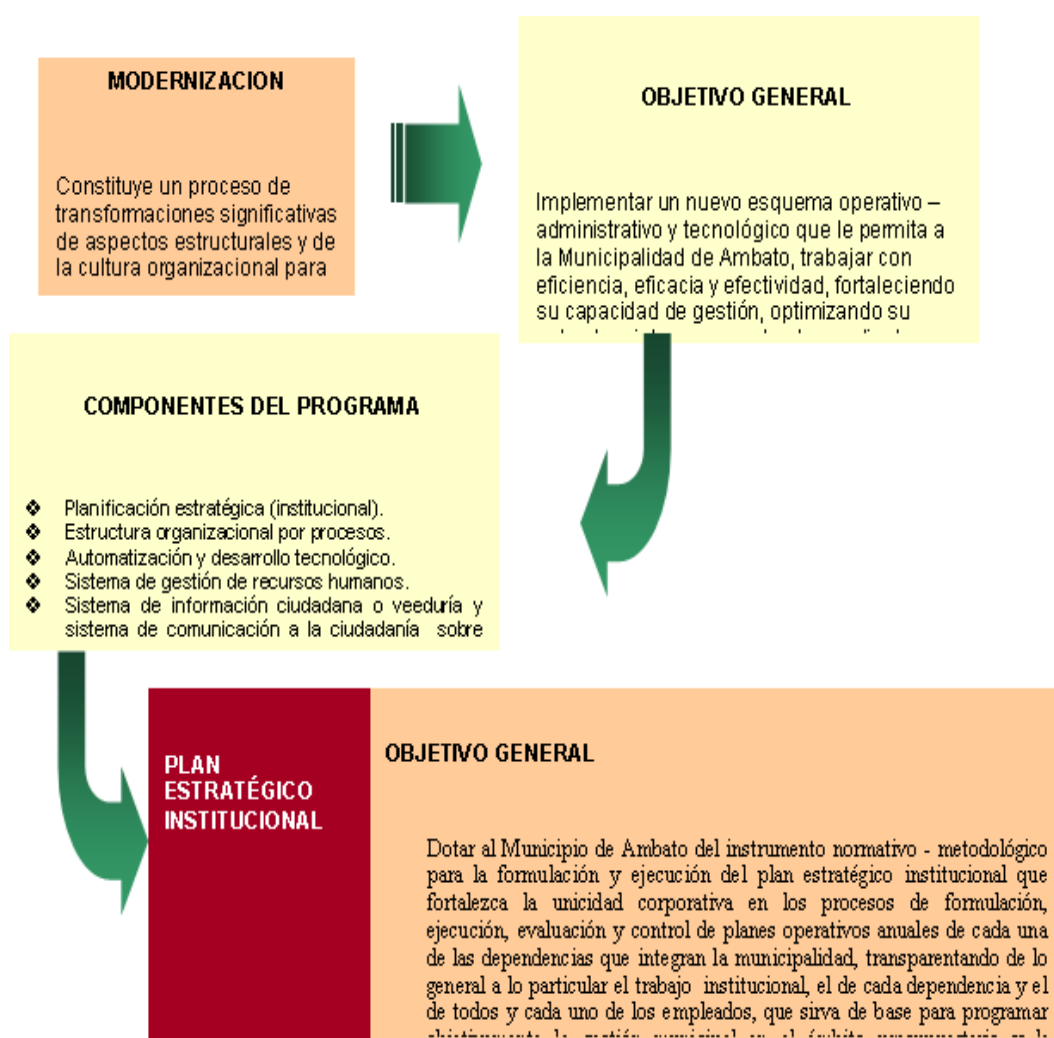 MODERNIZACION
Constituye un proceso de
transformaciones significativas
de aspectos estructurales y de
la cultura organizacional para
OBJETIVO GENERAL
Implementar un nuevo esquema operativo –
administrativo y tecnológico que le permita a
la Municipalidad de Ambato, trabajar con
eficiencia, eficacia y efectividad, fortaleciendo
su capacidad de gestión, optimizando su
COMPONENTES DEL PROGRAMA
❖ Planificación estratégica (institucional).
❖ Estructura organizacional por procesos.
❖ Automatización y desarrollo tecnológico.
❖ Sistema de gestión de recursos humanos.
❖ Sistema de información ciudadana o veeduría y
sistema de comunicación a la ciudadanía sobre
PLAN
ESTRATÉGICO
INSTITUCIONAL
OBJETIVO GENERAL
Dotar al Municipio de Ambato del instrumento normativo - metodológico
para la formulación y ejecución del plan estratégico institucional que
fortalezca la unicidad corporativa en los procesos de formulación,
ejecución, evaluación y control de planes operativos anuales de cada una
de las dependencias que integran la municipalidad, transparentando de lo
general a lo particular el trabajo institucional, el de cada dependencia y el
de todos y cada uno de los empleados, que sirva de base para programar